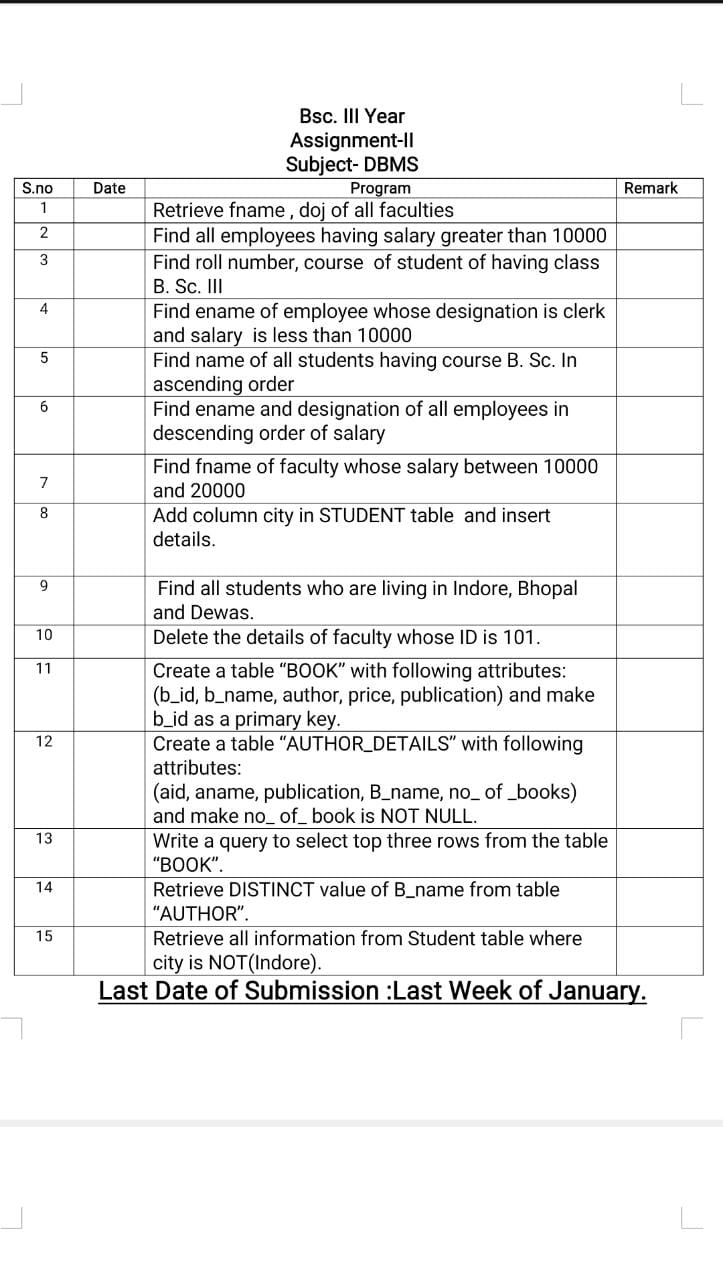 Bsc. III Year
Assignment-II
Subject- DBMS
S.no Date Program Remark
1 Retrieve fname , doj of all faculties
2 Find all employees having salary greater than 10000
3 Find roll number, course of student of having class
B. Sc. III
4 Find ename of employee whose designation is clerk
and salary is less than 10000
5 Find name of all students having course B. Sc. In
ascending order
6 Find ename and designation of all employees in
descending order of salary
7 Find fname of faculty whose salary between 10000
and 20000
8 Add column city in STUDENT table and insert
details.
9 Find all students who are living in Indore, Bhopal
and Dewas.
10 Delete the details of faculty whose ID is 101.
11 Create a table “BOOK” with following attributes:
(b_id, b_name, author, price, publication) and make
b_id as a primary key.
12 Create a table “AUTHOR_DETAILS” with following
attributes:
(aid, aname, publication, B_name, no_ of _books)
and make no_ of_ book is NOT NULL.
13 Write a query to select top three rows from the table
“BOOK”.
14 Retrieve DISTINCT value of B_name from table
“AUTHOR”.
15 Retrieve all information from Student table where
city is NOT(Indore).
Last Date of Submission :Last Week of January.